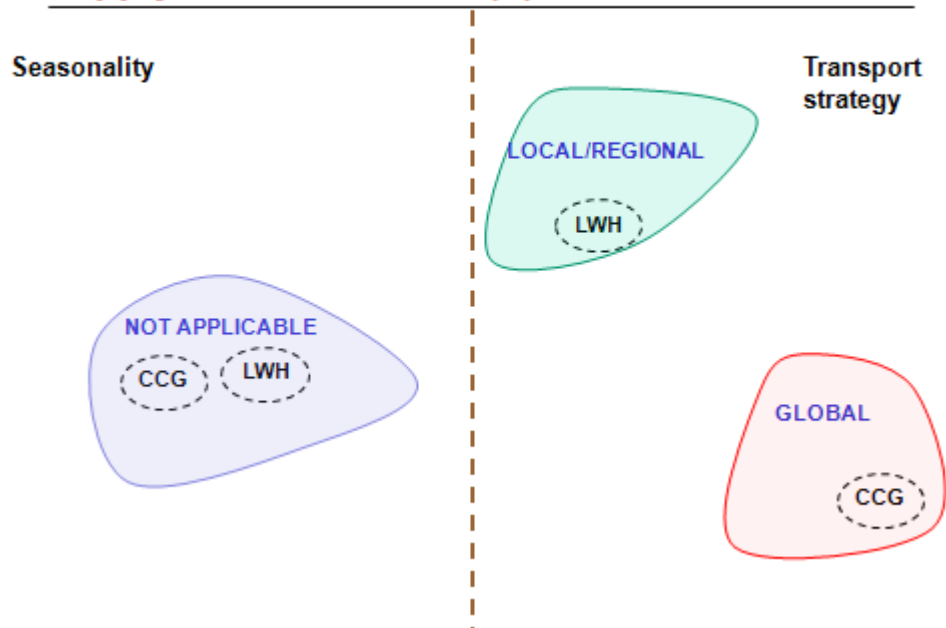 Seasonality
Transport
strategy
LOCAL/REGIONAL
LWH
NOT APPLICABLE
CCG
LWH
GLOBAL
CCG